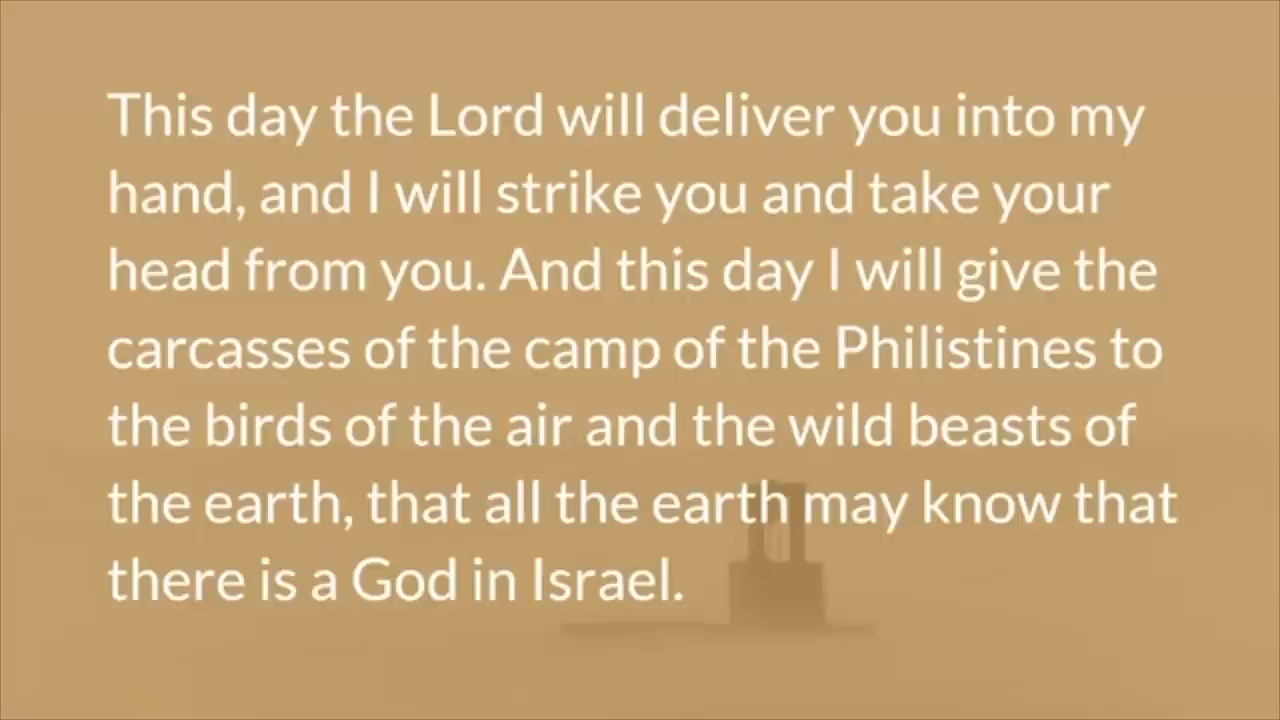 This day the Lord will deliver you into my
hand, and I will strike you and take your
head from you. And this day I will give the
carcasses of the camp of the Philistines to
the birds of the air and the wild beasts of
the earth, that all the earth may know that
there is a God in Israel.